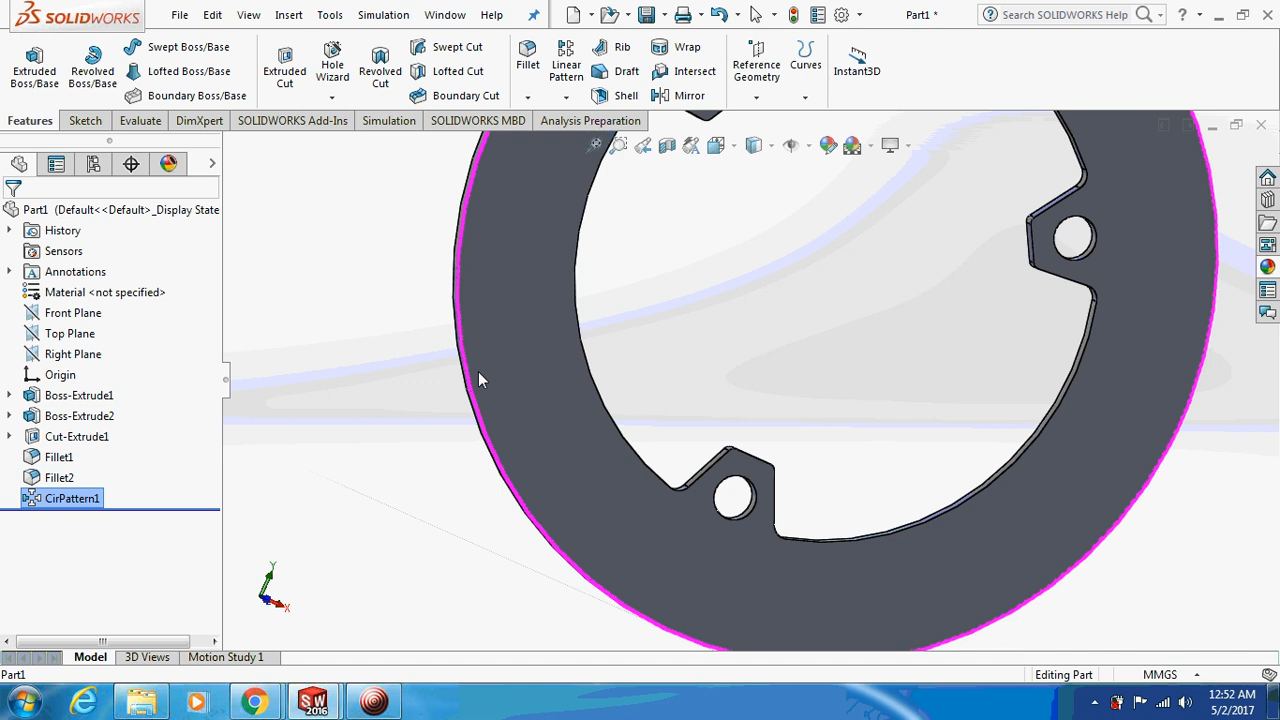 SOLIDWORKS File Edit View Insert Tools Simulation Window Help Part1 * Search SOLIDWORKS Help ?
Extruded Boss/Base
Revolved Boss/Base
Swept Boss/Base
Lofted Boss/Base
Boundary Boss/Base
Extruded Cut
Hole Wizard
Revolved Cut
Swept Cut
Lofted Cut
Boundary Cut
Fillet
Linear Pattern
Rib
Draft
Shell
Wrap
Intersect
Mirror
Reference Geometry
Curves
Instant3D
Features Sketch Evaluate DimXpert SOLIDWORKS Add-Ins Simulation SOLIDWORKS MBD Analysis Preparation
Part1 (Default<<Default>_Display State
History
Sensors
Annotations
Material <not specified>
Front Plane
Top Plane
Right Plane
Origin
Boss-Extrude1
Boss-Extrude2
Cut-Extrude1
Fillet1
Fillet2
CirPattern1
Y
X
Model 3D Views Motion Study 1
Part1 Editing Part MMGS
SW 2016
12:52 AM
5/2/2017